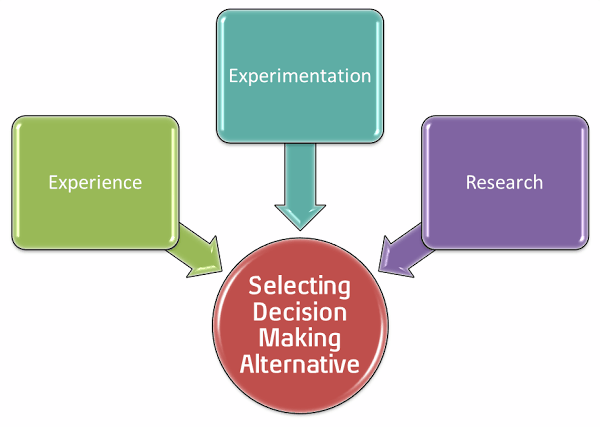 Experimentation
Experience
Research
Selecting
Decision
Making
Alternative